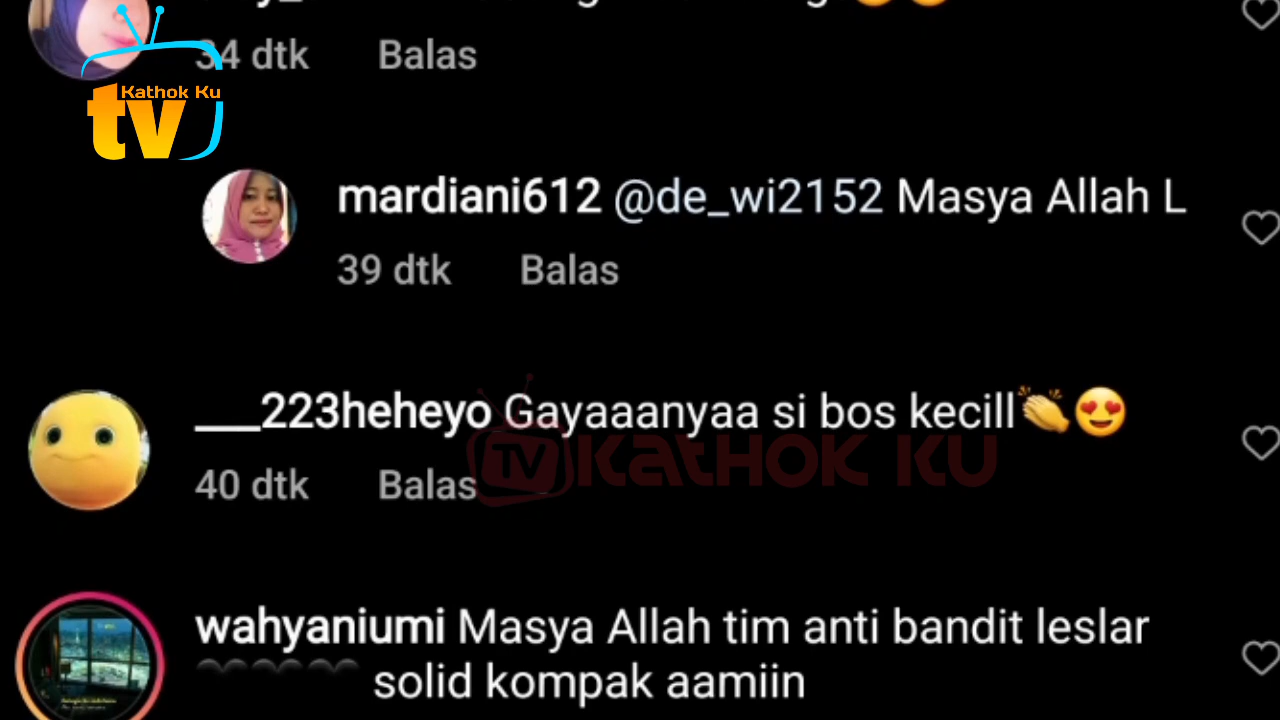 34 dtk Balas
Kathok Ku
tv
mardiani612 @de_wi2152 Masya Allah L
39 dtk Balas
___223heheyo Gayaaanyaa si bos kecill👏😍
TV KATHOK KU
40 dtk Balas
wahyaniumi Masya Allah tim anti bandit leslar
solid kompak aamiin